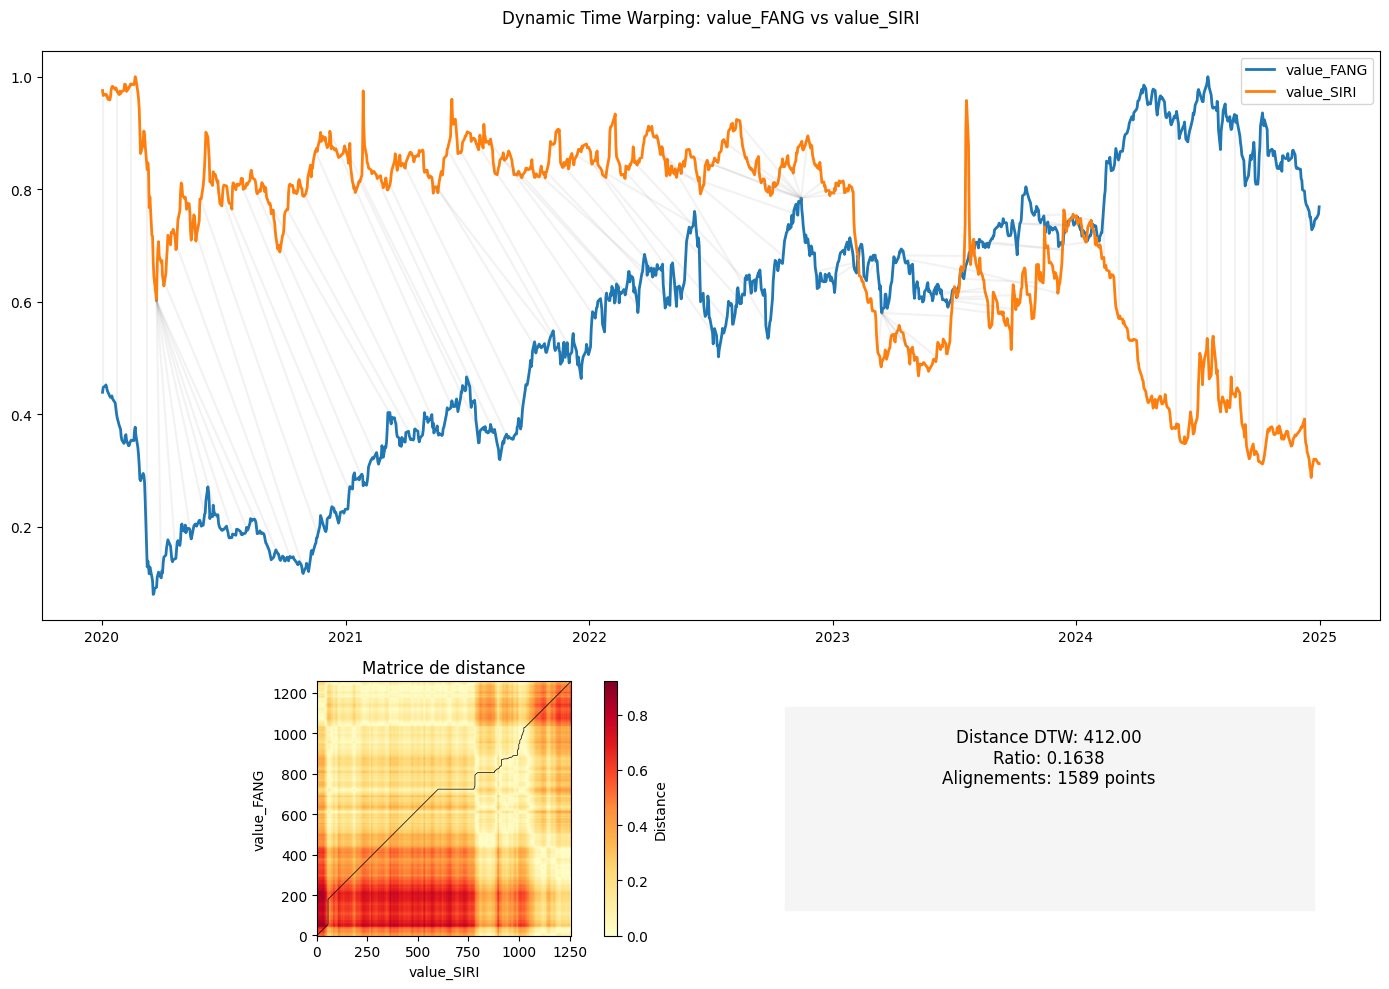 Dynamic Time Warping: value_FANG vs value_SIRI
value_FANG
value_SIRI
1.0
0.8
0.6
0.4
0.2
2020 2021 2022 2023 2024 2025
Matrice de distance
value_FANG
1200
1000
800
600
400
200
0
0 250 500 750 1000 1250
value_SIRI
0.8
0.6
0.4
0.2
0.0
Distance
Distance DTW: 412.00
Ratio: 0.1638
Alignements: 1589 points